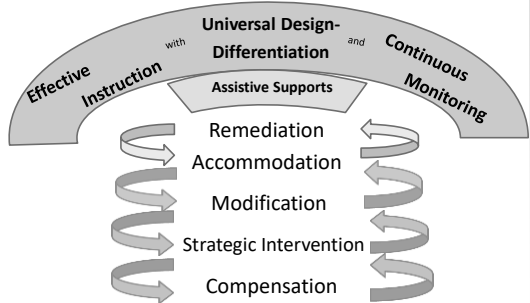 Effective
Instruction
with
Universal Design-
Differentiation
and
Continuous
Monitoring
Assistive Supports
Remediation
Accommodation
Modification
Strategic Intervention
Compensation